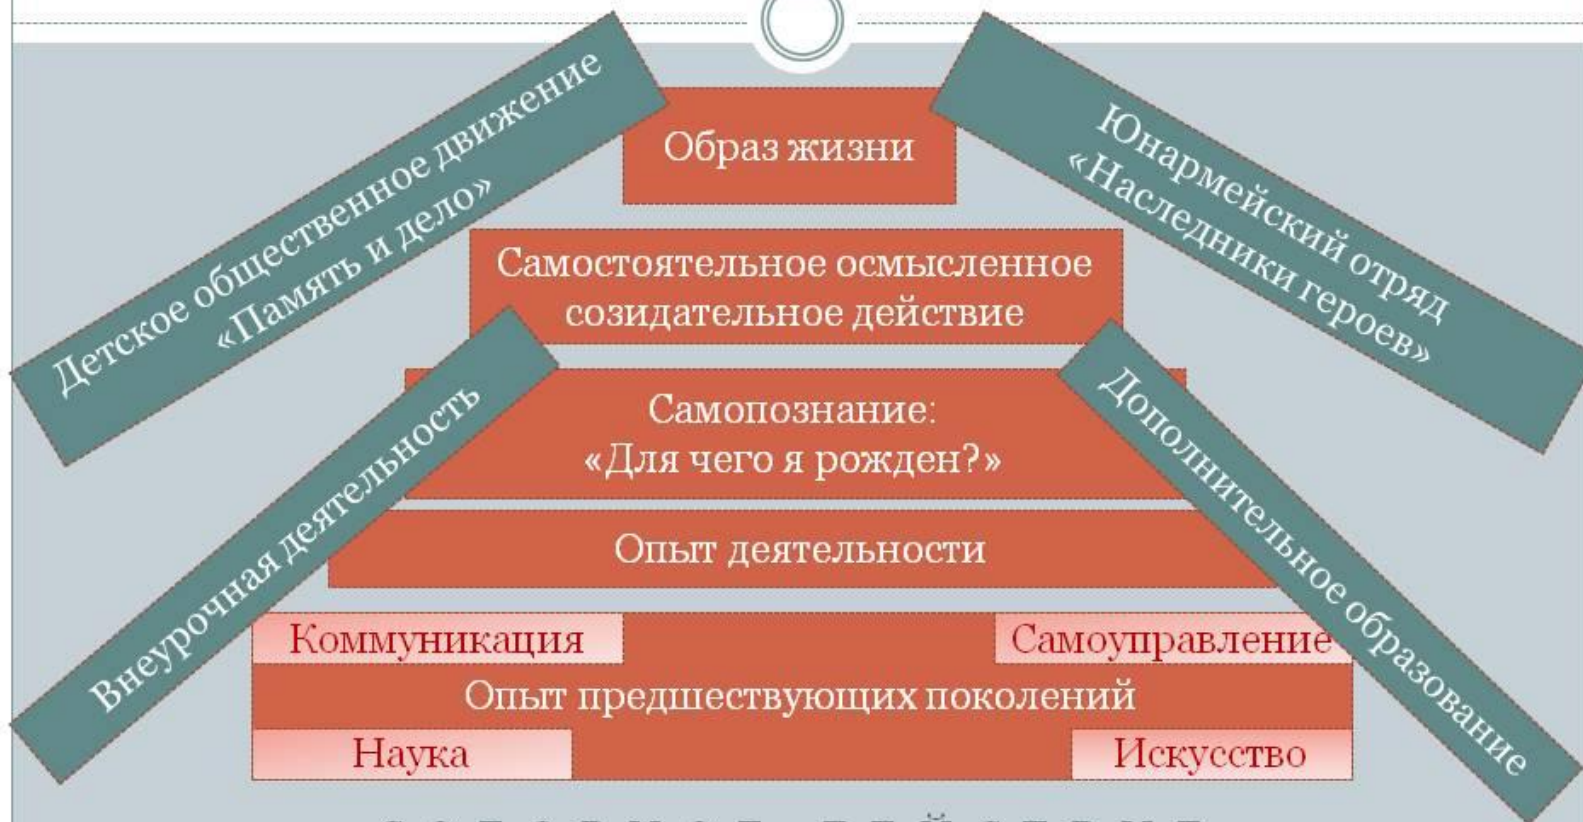 Детское общественное движение
«Память и дело»
Юнармейский отряд
«Наследники героев»
Образ жизни
Самостоятельное осмысленное
созидательное действие
Внеурочная деятельность
Дополнительное образование
Самопознание:
«Для чего я рожден?»
Опыт деятельности
Коммуникация
Самоуправление
Опыт предшествующих поколений
Наука
Искусство